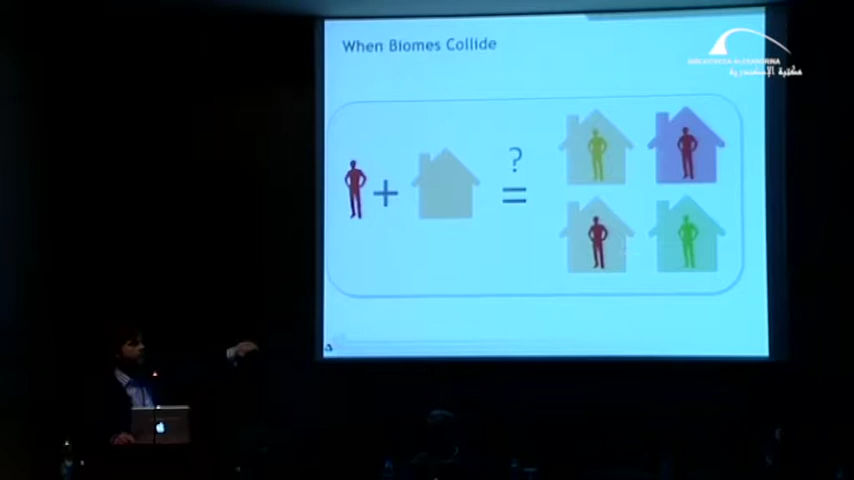 When Biomes Collide
BIBLIOTHECA ALEXANDRINA
مكتبة الإسكندرية
+
?
=